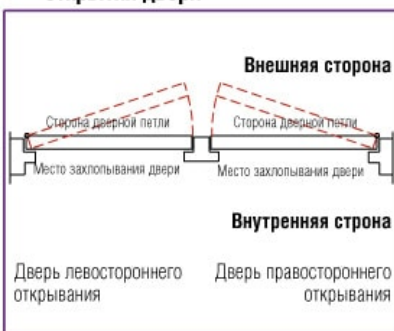 Внешняя сторона
Сторона дверной петли Сторона дверной петли
Место захлопывания двери Место захлопывания двери
Внутренняя строна
Дверь левостороннего Дверь правостороннего
открывания открывания